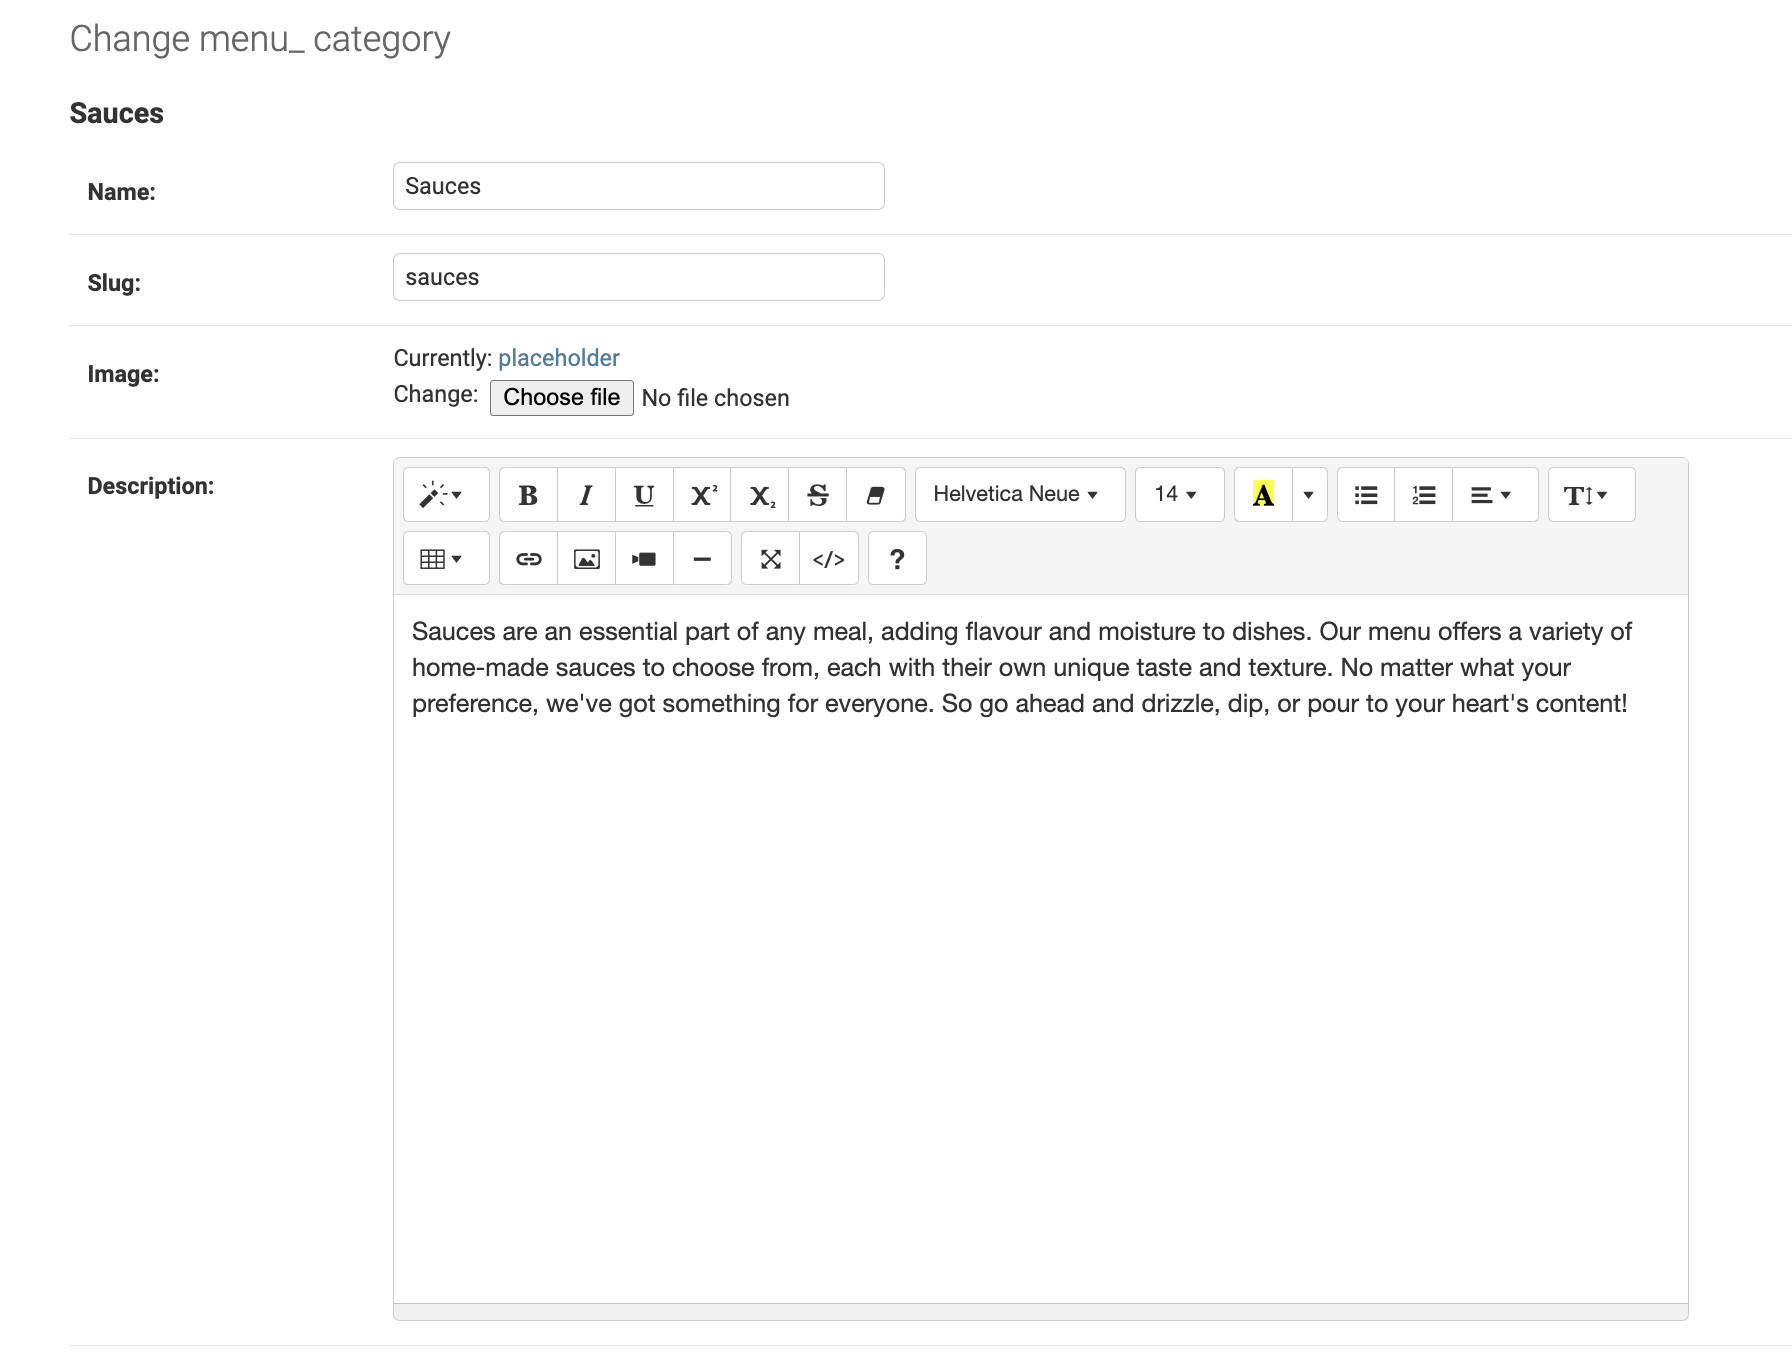 Change menu_ category
Sauces
Name:
Sauces
Slug:
sauces
Image:
Currently: placeholder
Change: Choose file No file chosen
Description:
B I U X² X₂ S Helvetica Neue 14 A T
</> ?
Sauces are an essential part of any meal, adding flavour and moisture to dishes. Our menu offers a variety of
home-made sauces to choose from, each with their own unique taste and texture. No matter what your
preference, we've got something for everyone. So go ahead and drizzle, dip, or pour to your heart's content!